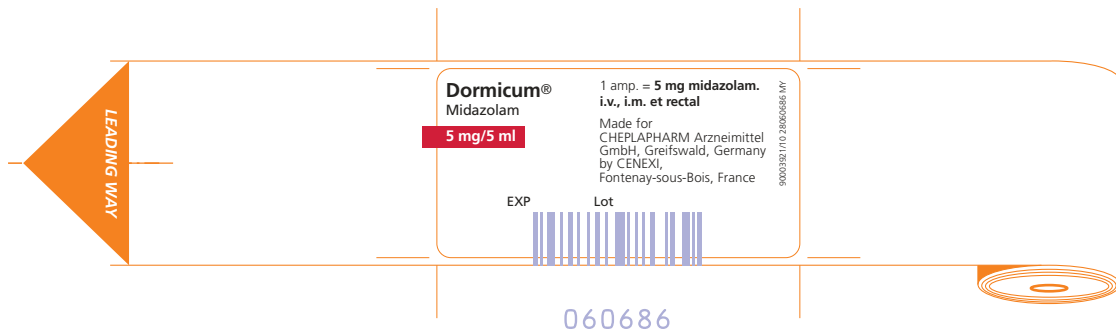 LEADING WAY
Dormicum®
Midazolam
5 mg/5 ml
1 amp. = 5 mg midazolam.
i.v., i.m. et rectal
Made for
CHEPLAPHARM Arzneimittel
GmbH, Greifswald, Germany
by CENEXI,
Fontenay-sous-Bois, France
90003921/10 28060686 MY
EXP Lot
060686